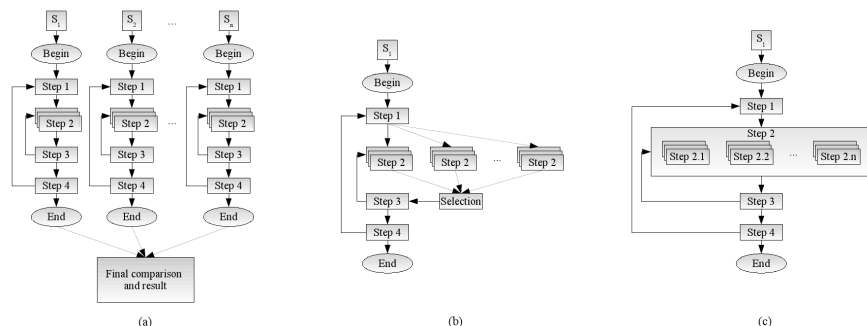 S1 S2 ... Sn
Begin Begin Begin
Step 1 Step 1 Step 1
Step 2 Step 2 ... Step 2
Step 3 Step 3 Step 3
Step 4 Step 4 Step 4
End End End
Final comparison
and result
(a)
S1
Begin
Step 1
Step 2 Step 2 ... Step 2
Step 3 Selection
Step 4
End
(b)
S1
Begin
Step 1
Step 2
Step 2.1 Step 2.2 ... Step 2.n
Step 3
Step 4
End
(c)